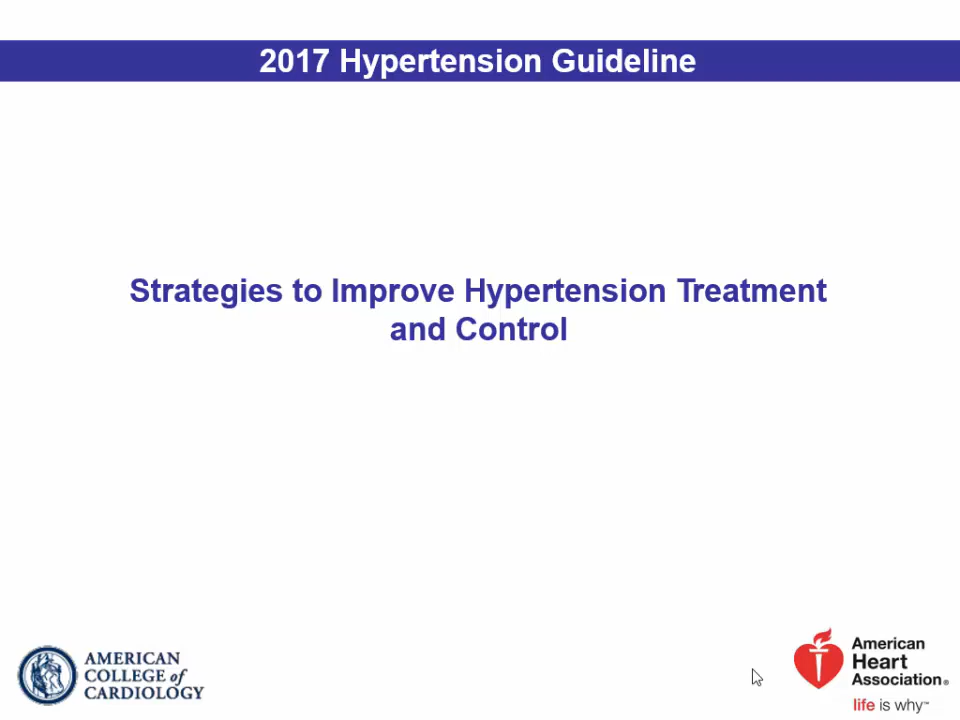 2017 Hypertension Guideline
Strategies to Improve Hypertension Treatment
and Control
AMERICAN
COLLEGE of
CARDIOLOGY
American
Heart
Association®
life is why™